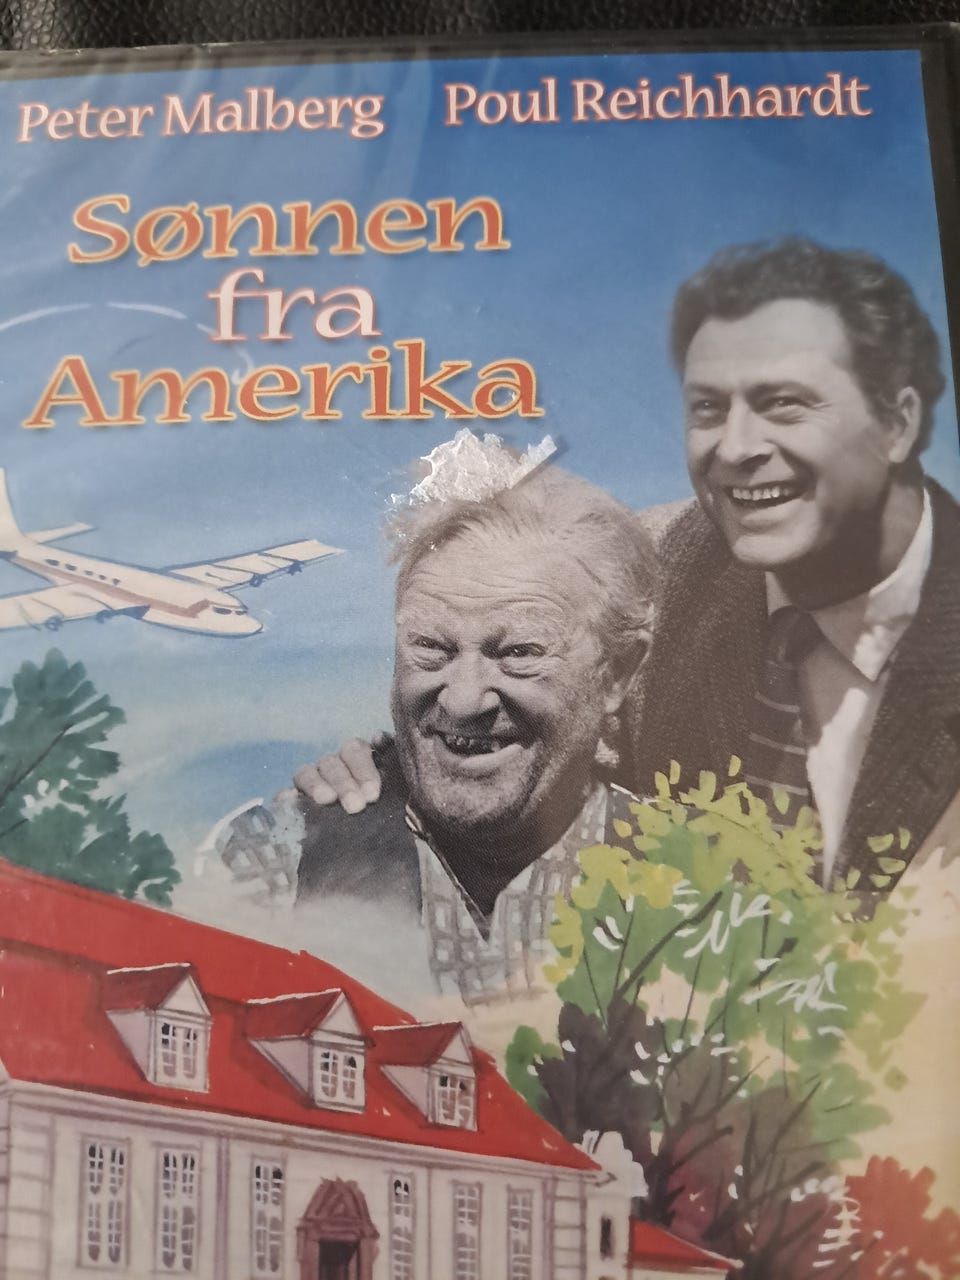 Peter Malberg Poul Reichhardt
Sønnen
fra
Amerika